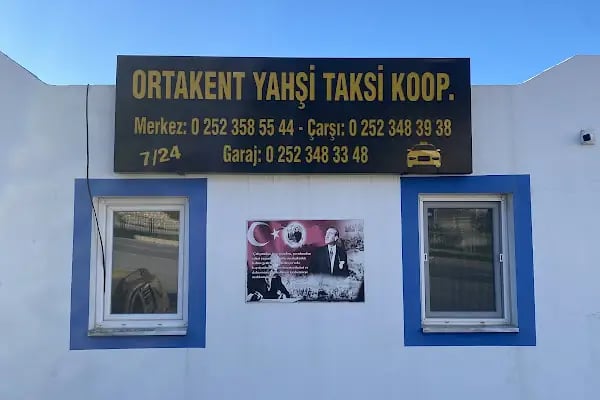 ORTAKENT YAHŞİ TAKSİ KOOP.
Merkez: 0 252 358 55 44 - Çarşı: 0 252 348 39 38
7/24
Garaj: 0 252 348 33 48